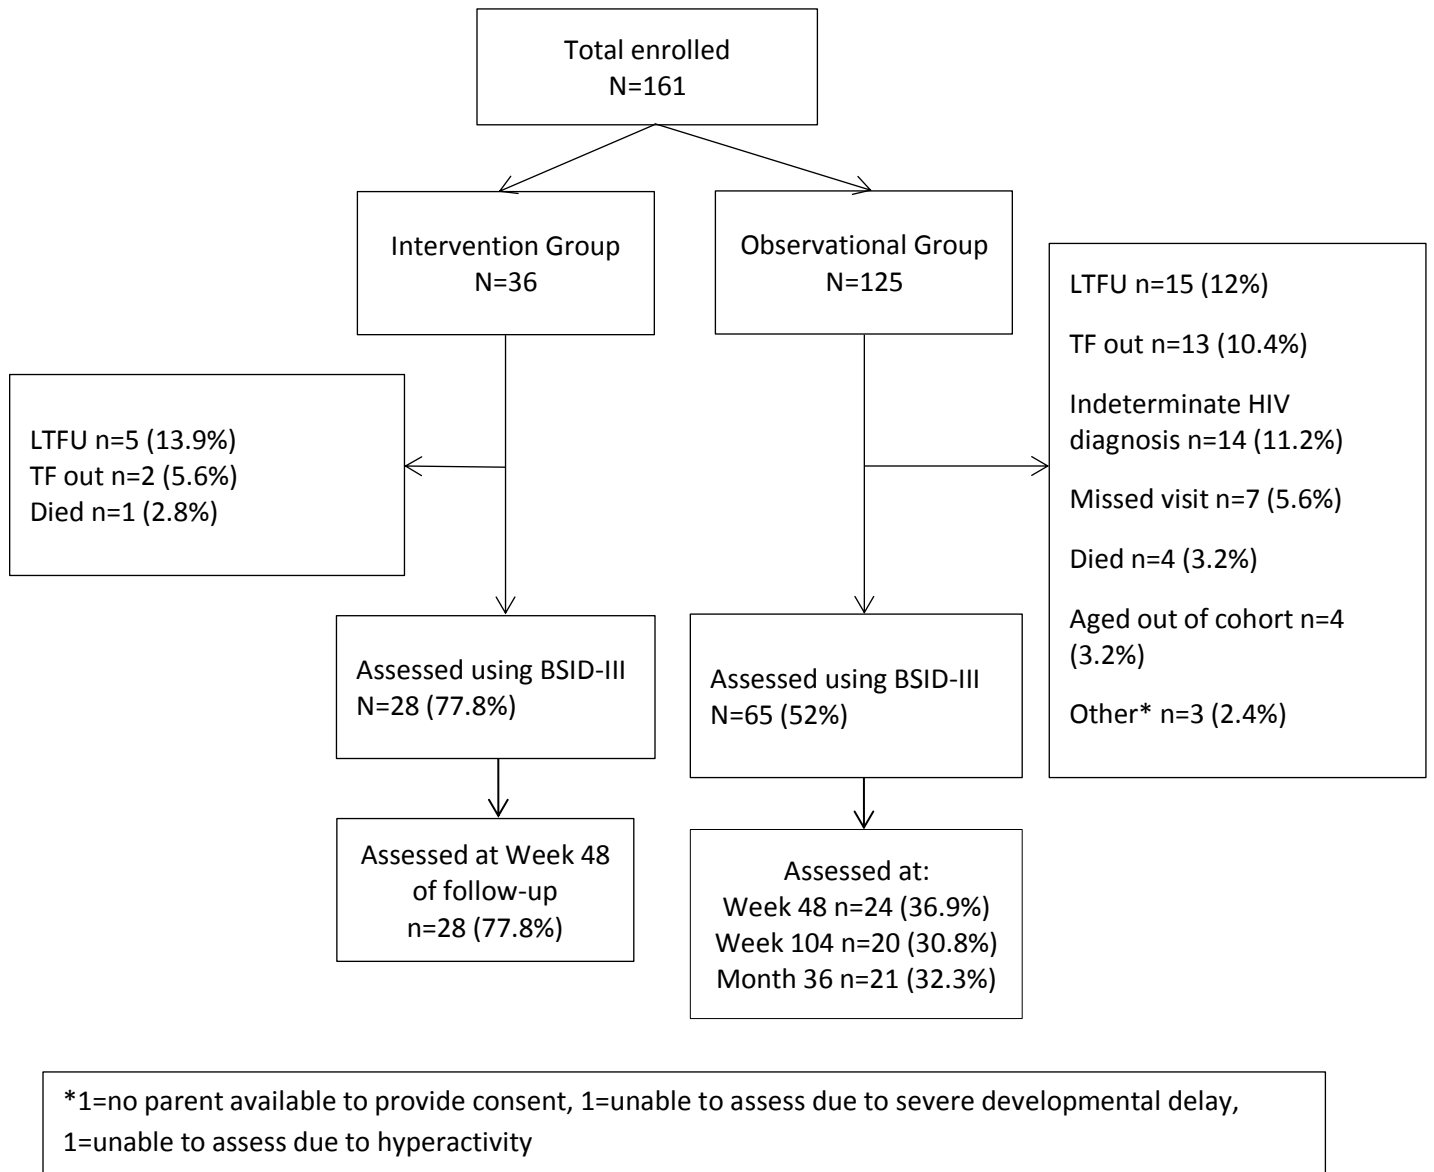 Total enrolled
N=161
Intervention Group
N=36
Observational Group
N=125
LTFU n=5 (13.9%)
TF out n=2 (5.6%)
Died n=1 (2.8%)
LTFU n=15 (12%)
TF out n=13 (10.4%)
Indeterminate HIV
diagnosis n=14 (11.2%)
Missed visit n=7 (5.6%)
Died n=4 (3.2%)
Aged out of cohort n=4
(3.2%)
Other* n=3 (2.4%)
Assessed using BSID-III
N=28 (77.8%)
Assessed using BSID-III
N=65 (52%)
Assessed at Week 48
of follow-up
n=28 (77.8%)
Assessed at:
Week 48 n=24 (36.9%)
Week 104 n=20 (30.8%)
Month 36 n=21 (32.3%)
*1=no parent available to provide consent, 1=unable to assess due to severe developmental delay,
1=unable to assess due to hyperactivity